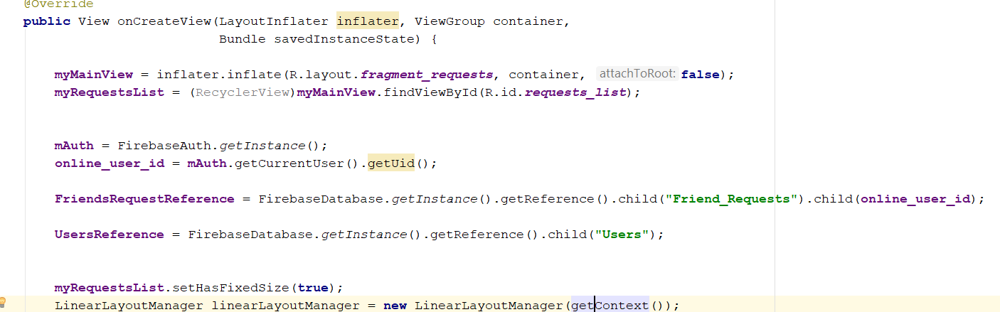 @Override
public View onCreateView(LayoutInflater inflater, ViewGroup container,
Bundle savedInstanceState) {
myMainView = inflater.inflate(R.layout.fragment_requests, container, attachToRoot: false);
myRequestsList = (RecyclerView)myMainView.findViewById(R.id.requests_list);
mAuth = FirebaseAuth.getInstance();
online_user_id = mAuth.getCurrentUser().getUid();
FriendsRequestReference = FirebaseDatabase.getInstance().getReference().child("Friend_Requests").child(online_user_id);
UsersReference = FirebaseDatabase.getInstance().getReference().child("Users");
myRequestsList.setHasFixedSize(true);
LinearLayoutManager linearLayoutManager = new LinearLayoutManager(getContext());